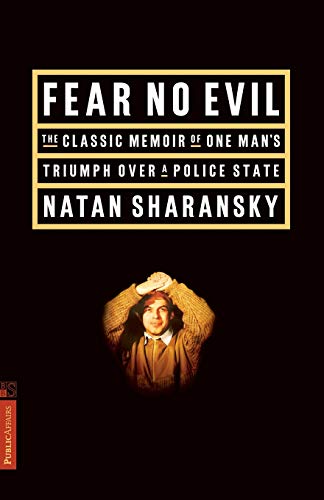 FEAR NO EVIL
THE CLASSIC MEMOIR OF ONE MAN'S
TRIUMPH OVER A POLICE STATE
NATAN SHARANSKY
PUBLICAFFAIRS